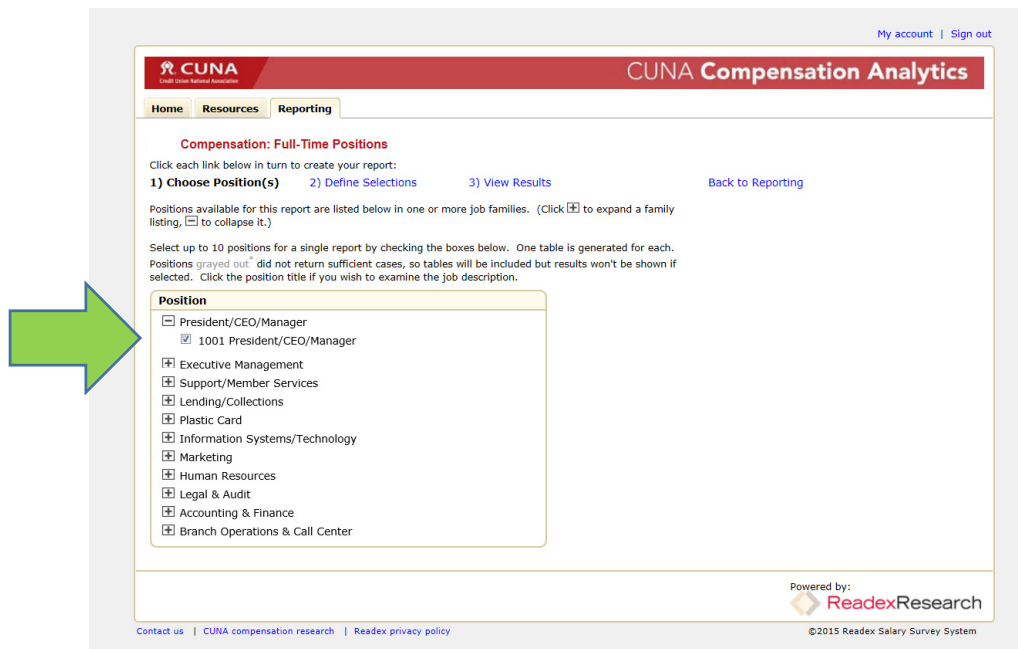 My account | Sign out
CUNA
Credit Union National Association
CUNA Compensation Analytics
Home Resources Reporting
Compensation: Full-Time Positions
Click each link below in turn to create your report:
1) Choose Position(s) 2) Define Selections 3) View Results Back to Reporting
Positions available for this report are listed below in one or more job families. (Click + to expand a family
listing, − to collapse it.)
Select up to 10 positions for a single report by checking the boxes below. One table is generated for each.
Positions grayed out* did not return sufficient cases, so tables will be included but results won't be shown if
selected. Click the position title if you wish to examine the job description.
Position
President/CEO/Manager
1001 President/CEO/Manager
Executive Management
Support/Member Services
Lending/Collections
Plastic Card
Information Systems/Technology
Marketing
Human Resources
Legal & Audit
Accounting & Finance
Branch Operations & Call Center
Powered by:
ReadexResearch
Contact us | CUNA compensation research | Readex privacy policy ©2015 Readex Salary Survey System